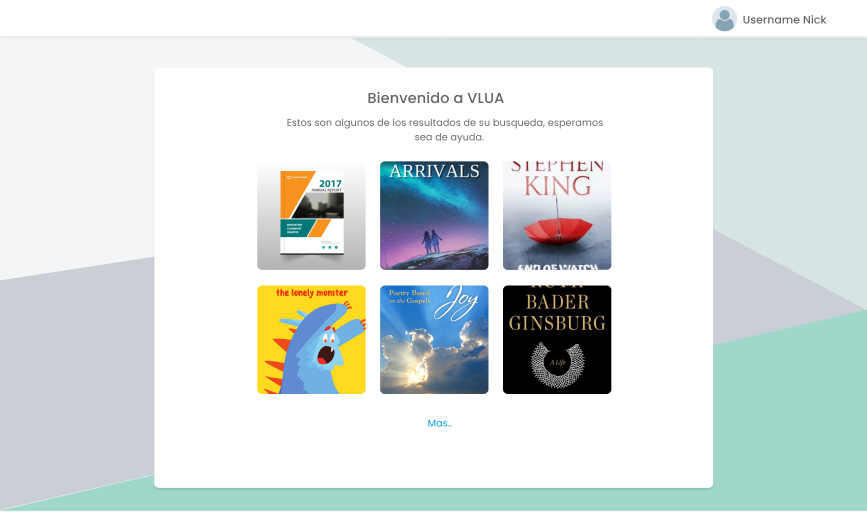 Username Nick
Bienvenido a VLUA
Estos son algunos de los resultados de su busqueda, esperamos
sea de ayuda.
2017
ANNUAL REPORT
ARRIVALS
STEPHEN
KING
END OF WATCH
the lonely monster
Poetry Based
on the Gospels
Joy
RUTH
BADER
GINSBURG
A Life
Mas..